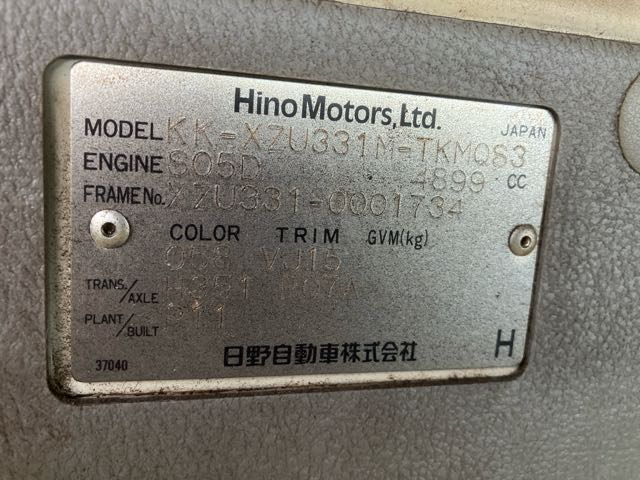 Hino Motors, Ltd.
JAPAN
MODEL KK-XZU331M-TKMQS3
ENGINE S05D 4899 CC
FRAME No. XZU331-0001734
COLOR TRIM GVM(kg)
VJ15
TRANS./AXLE
PLANT/BUILT
37040 日野自動車株式会社 H